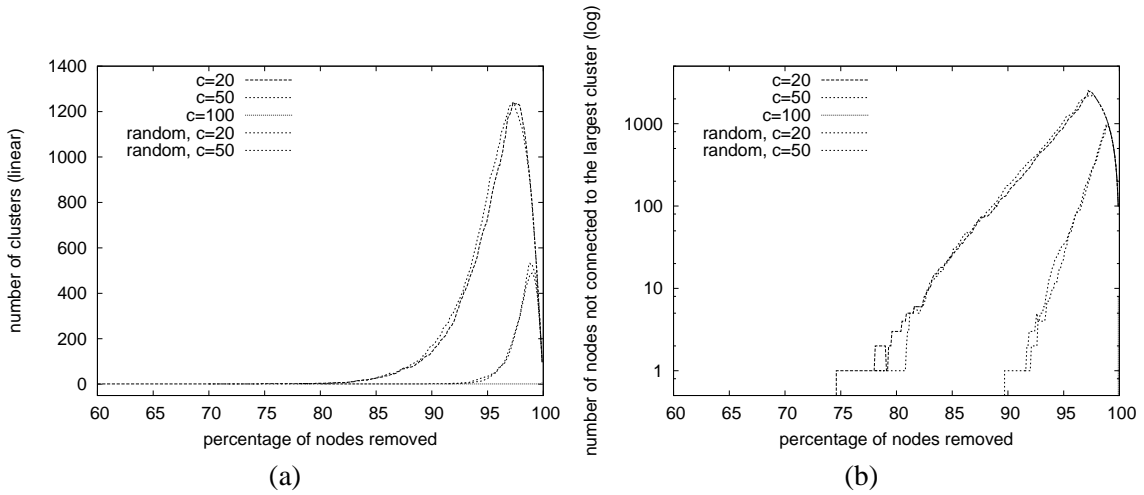 number of clusters (linear)
1400
1200
1000
800
600
400
200
0
c=20
c=50
c=100
random, c=20
random, c=50
60 65 70 75 80 85 90 95 100
percentage of nodes removed
(a)
number of nodes not connected to the largest cluster (log)
1000
100
10
1
c=20
c=50
c=100
random, c=20
random, c=50
60 65 70 75 80 85 90 95 100
percentage of nodes removed
(b)